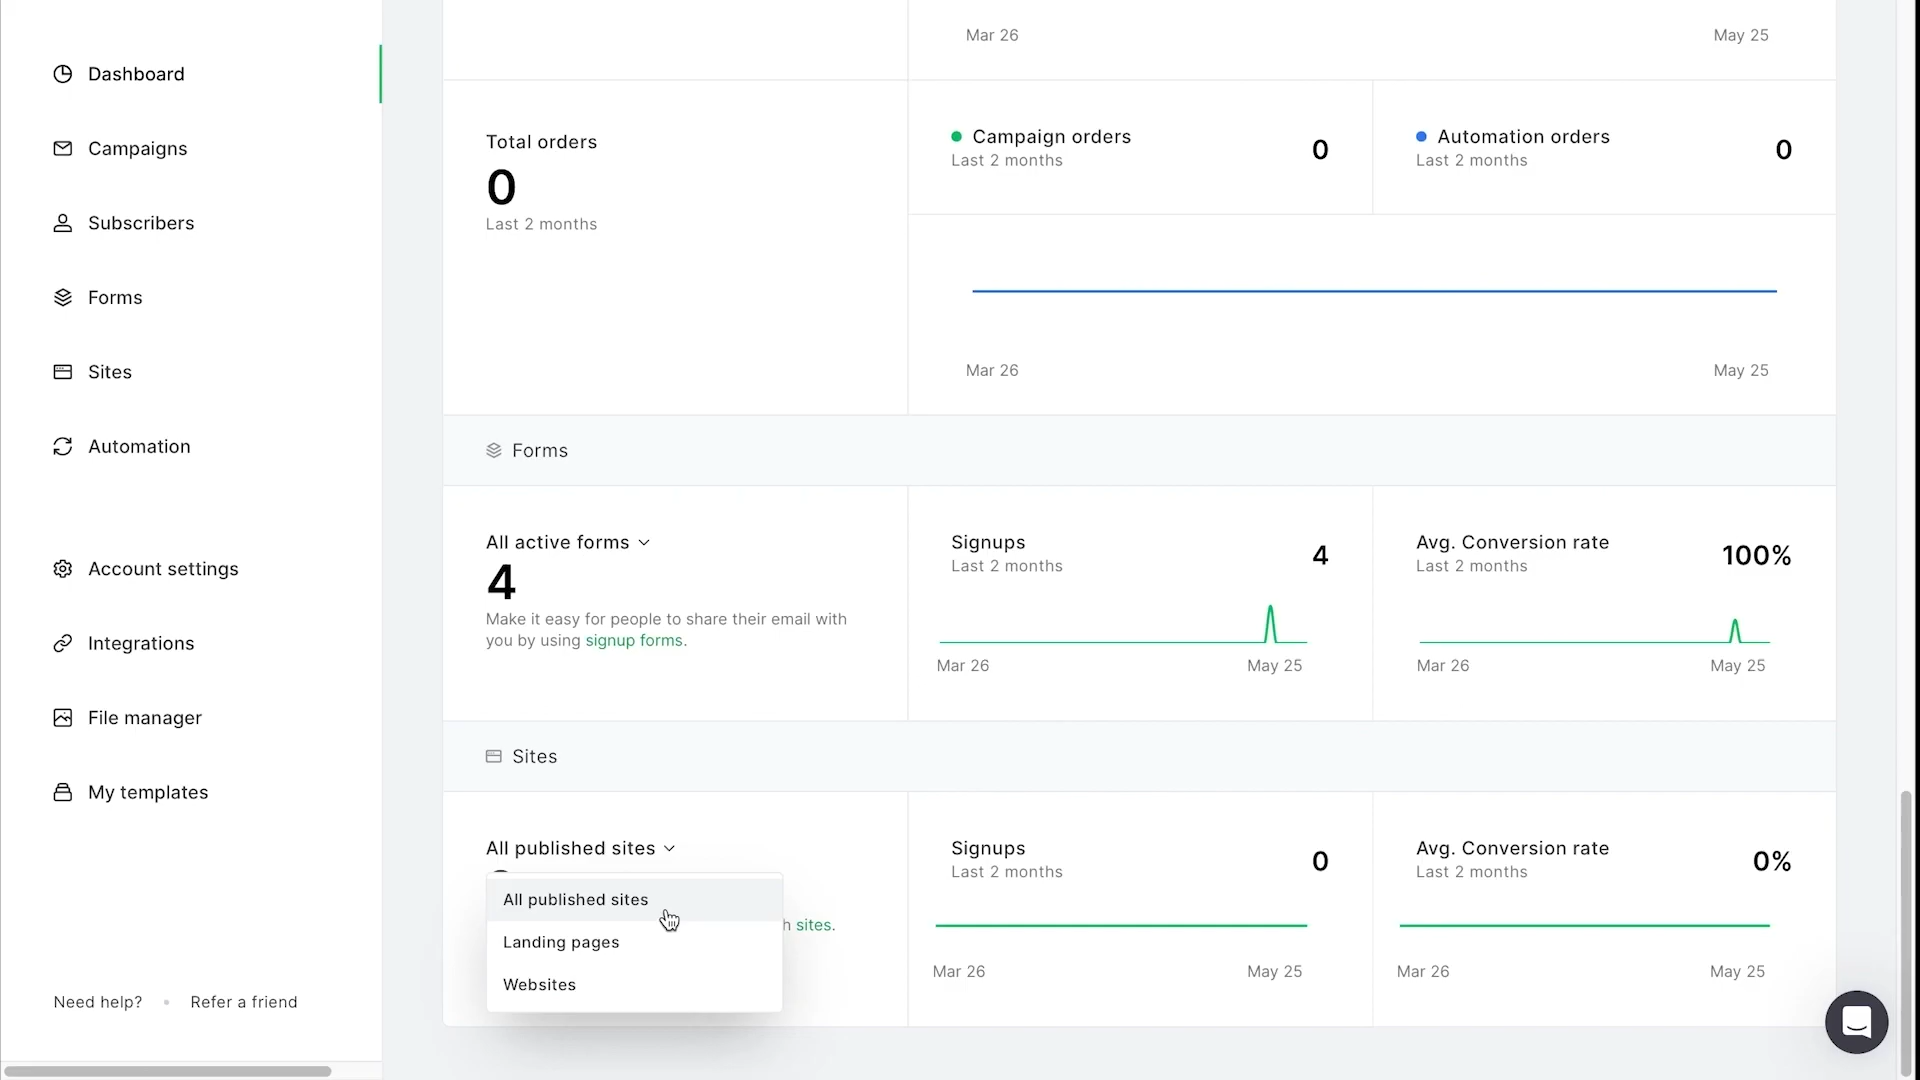 Dashboard
Campaigns
Subscribers
Forms
Sites
Automation
Account settings
Integrations
File manager
My templates
Need help? • Refer a friend
Mar 26 May 25
Total orders
0
Last 2 months
Campaign orders
Last 2 months
0
Automation orders
Last 2 months
0
Mar 26 May 25
Forms
All active forms
4
Make it easy for people to share their email with
you by using signup forms.
Signups
Last 2 months
4
Mar 26 May 25
Avg. Conversion rate
Last 2 months
100%
Mar 26 May 25
Sites
All published sites
All published sites
Landing pages
Websites
sites.
Signups
Last 2 months
0
Mar 26 May 25
Avg. Conversion rate
Last 2 months
0%
Mar 26 May 25